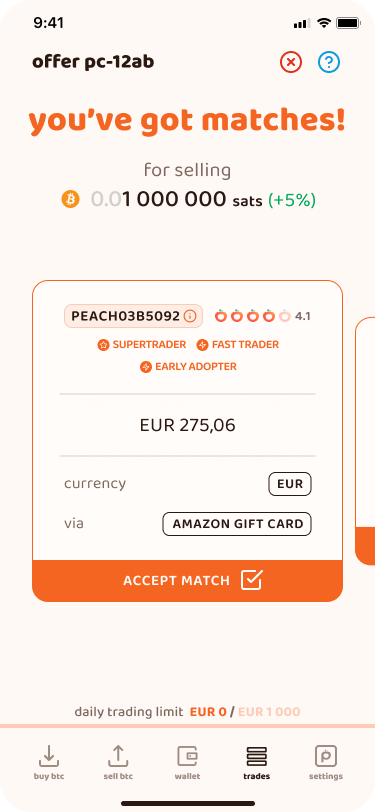 9:41
offer pc-12ab
you've got matches!
for selling
0.01 000 000 sats (+5%)
PEACH03B5092 4.1
SUPERTRADER FAST TRADER
EARLY ADOPTER
EUR 275,06
currency EUR
via AMAZON GIFT CARD
ACCEPT MATCH
daily trading limit EUR 0 / EUR 1 000
buy btc sell btc wallet trades settings